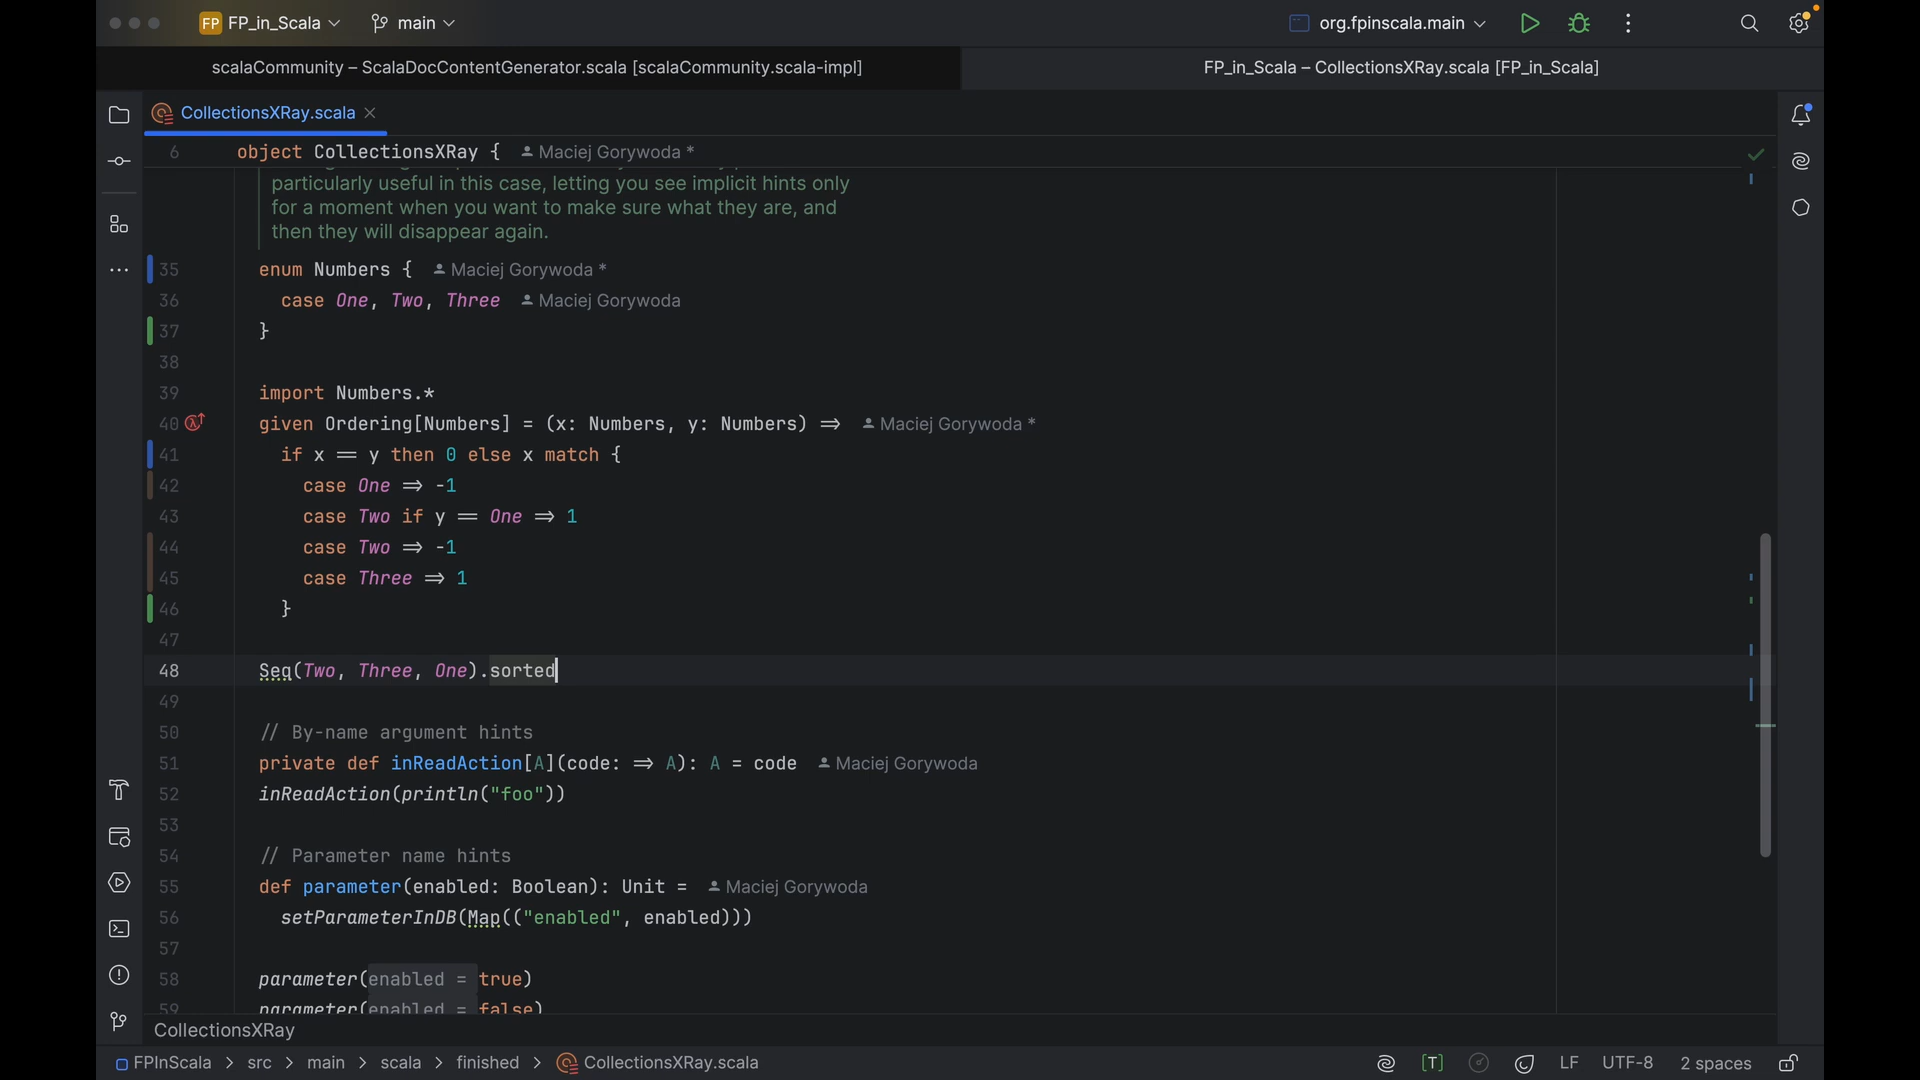 FP FP_in_Scala main org.fpinscala.main
scalaCommunity – ScalaDocContentGenerator.scala [scalaCommunity.scala-impl] FP_in_Scala – CollectionsXRay.scala [FP_in_Scala]
CollectionsXRay.scala
6 object CollectionsXRay { Maciej Gorywoda *
particularly useful in this case, letting you see implicit hints only
for a moment when you want to make sure what they are, and
then they will disappear again.
35 enum Numbers { Maciej Gorywoda *
36 case One, Two, Three Maciej Gorywoda
37 }
38
39 import Numbers.*
40 given Ordering[Numbers] = (x: Numbers, y: Numbers) => Maciej Gorywoda *
41 if x == y then 0 else x match {
42 case One => -1
43 case Two if y == One => 1
44 case Two => -1
45 case Three => 1
46 }
47
48 Seq(Two, Three, One).sorted
49
50 // By-name argument hints
51 private def inReadAction[A](code: => A): A = code Maciej Gorywoda
52 inReadAction(println("foo"))
53
54 // Parameter name hints
55 def parameter(enabled: Boolean): Unit = Maciej Gorywoda
56 setParameterInDB(Map(("enabled", enabled)))
57
58 parameter(enabled = true)
59 parameter(enabled = false)
CollectionsXRay
FPInScala > src > main > scala > finished > CollectionsXRay.scala [T] LF UTF-8 2 spaces